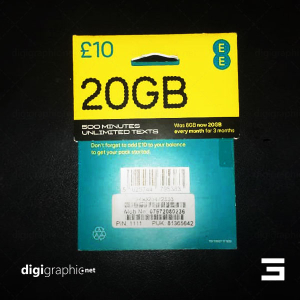 £10
EE
20GB
500 MINUTES
UNLIMITED TEXTS
Was 8GB now 20GB
every month for 3 months
Don't forget to add £10 to your balance
to get your pack started.
PIN: 1111 PUK:
digigraphic.net